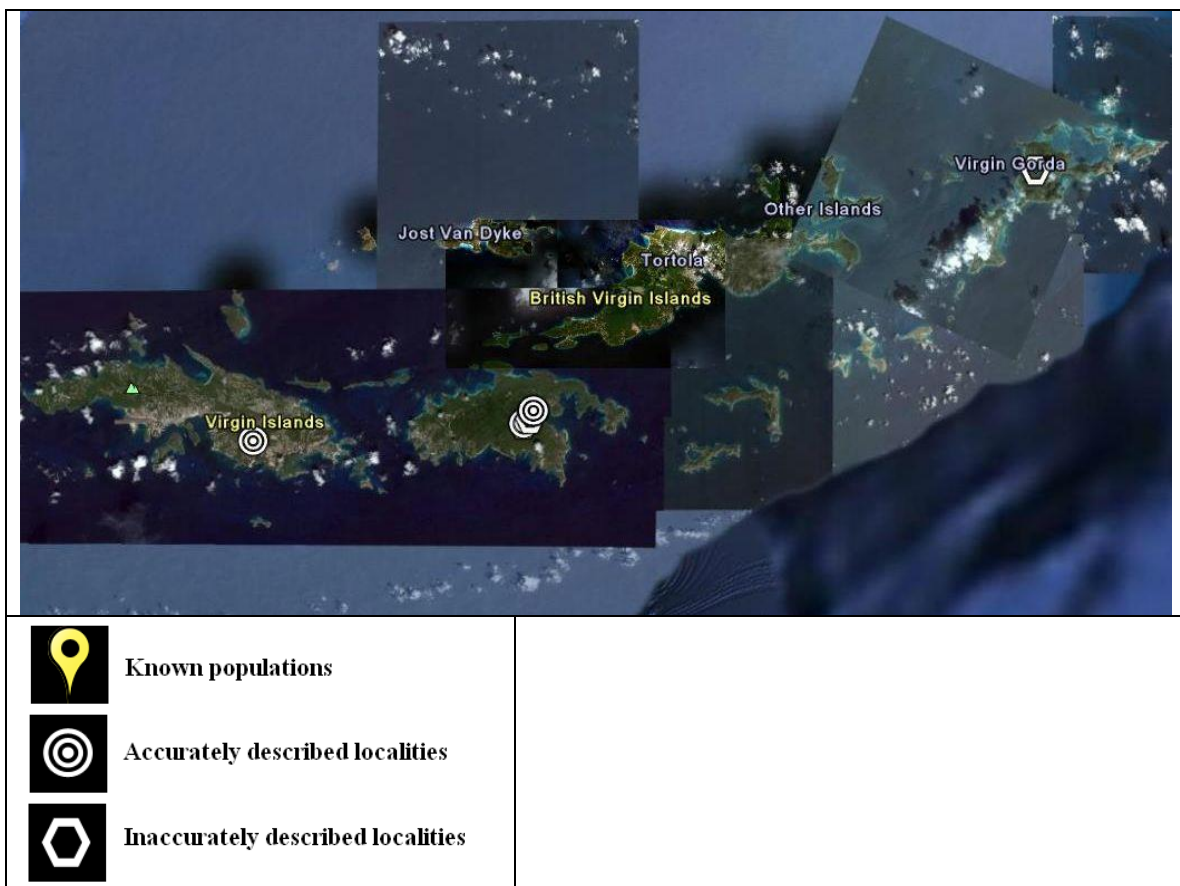 Virgin Gorda
Other Islands
Jost Van Dyke
Tortola
British Virgin Islands
Virgin Islands
Known populations
Accurately described localities
Inaccurately described localities